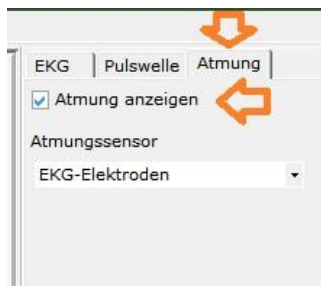 EKG Pulswelle Atmung
Atmung anzeigen
Atmungssensor
EKG-Elektroden